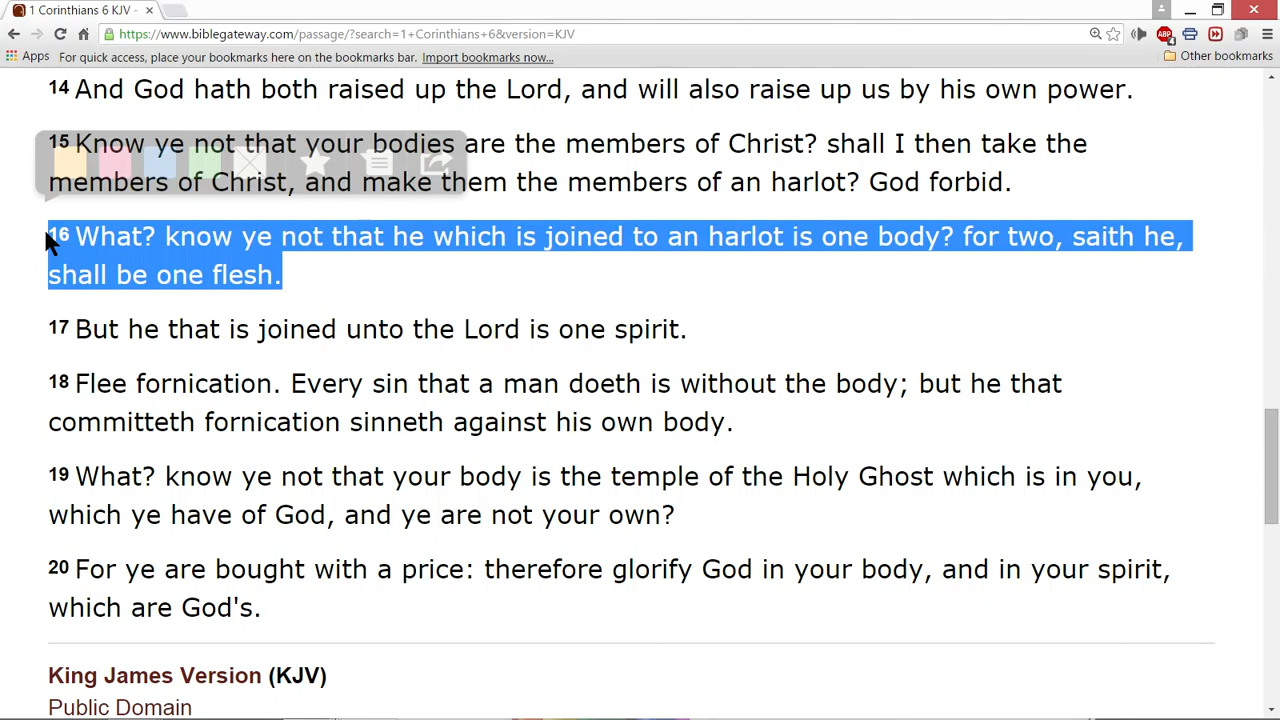 1 Corinthians 6 KJV -
https://www.biblegateway.com/passage/?search=1+Corinthians+6&version=KJV
ABP
4
Apps For quick access, place your bookmarks here on the bookmarks bar. Import bookmarks now... Other bookmarks
14 And God hath both raised up the Lord, and will also raise up us by his own power.
15 Know ye not that your bodies are the members of Christ? shall I then take the
members of Christ, and make them the members of an harlot? God forbid.
16 What? know ye not that he which is joined to an harlot is one body? for two, saith he,
shall be one flesh.
17 But he that is joined unto the Lord is one spirit.
18 Flee fornication. Every sin that a man doeth is without the body; but he that
committeth fornication sinneth against his own body.
19 What? know ye not that your body is the temple of the Holy Ghost which is in you,
which ye have of God, and ye are not your own?
20 For ye are bought with a price: therefore glorify God in your body, and in your spirit,
which are God's.
King James Version (KJV)
Public Domain